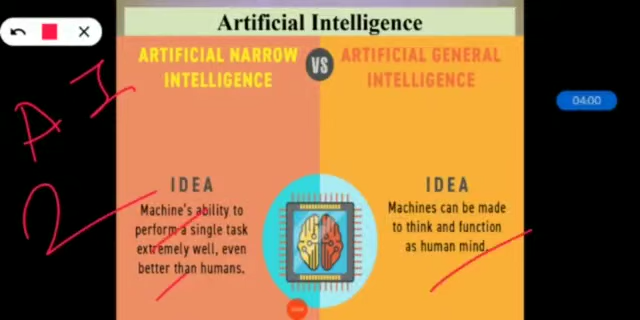 Artificial Intelligence
ARTIFICIAL NARROW
INTELLIGENCE
VS
ARTIFICIAL GENERAL
INTELLIGENCE
AI
2
IDEA
Machine's ability to
perform a single task
extremely well, even
better than humans.
IDEA
Machines can be made
to think and function
as human mind.
04:00